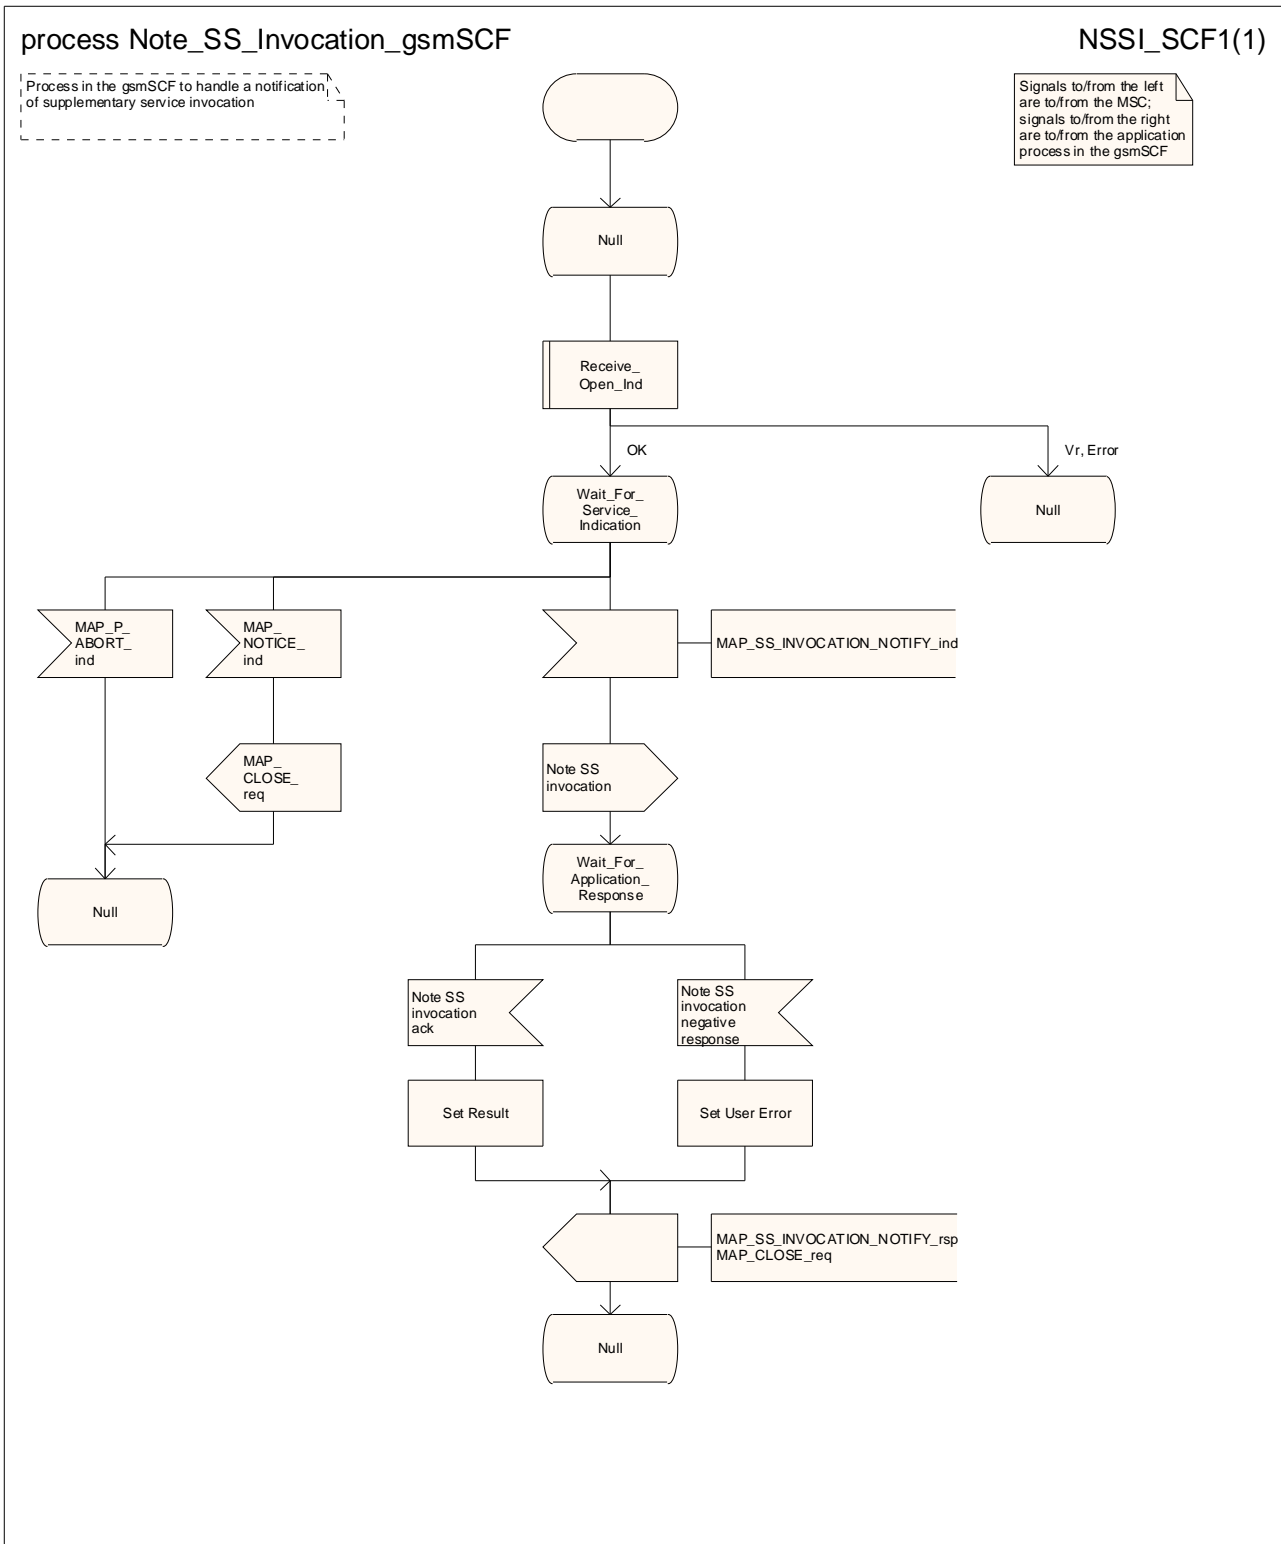 process Note_SS_Invocation_gsmSCF
NSSI_SCF1(1)
Process in the gsmSCF to handle a notification
of supplementary service invocation
Signals to/from the left
are to/from the MSC;
signals to/from the right
are to/from the application
process in the gsmSCF
Null
Receive_
Open_Ind
OK
Vr, Error
Wait_For_
Service_
Indication
Null
MAP_P_
ABORT_
ind
MAP_
NOTICE_
ind
MAP_SS_INVOCATION_NOTIFY_ind
MAP_
CLOSE_
req
Note SS
invocation
Wait_For_
Application_
Response
Null
Note SS
invocation
ack
Note SS
invocation
negative
response
Set Result
Set User Error
MAP_SS_INVOCATION_NOTIFY_rsp
MAP_CLOSE_req
Null